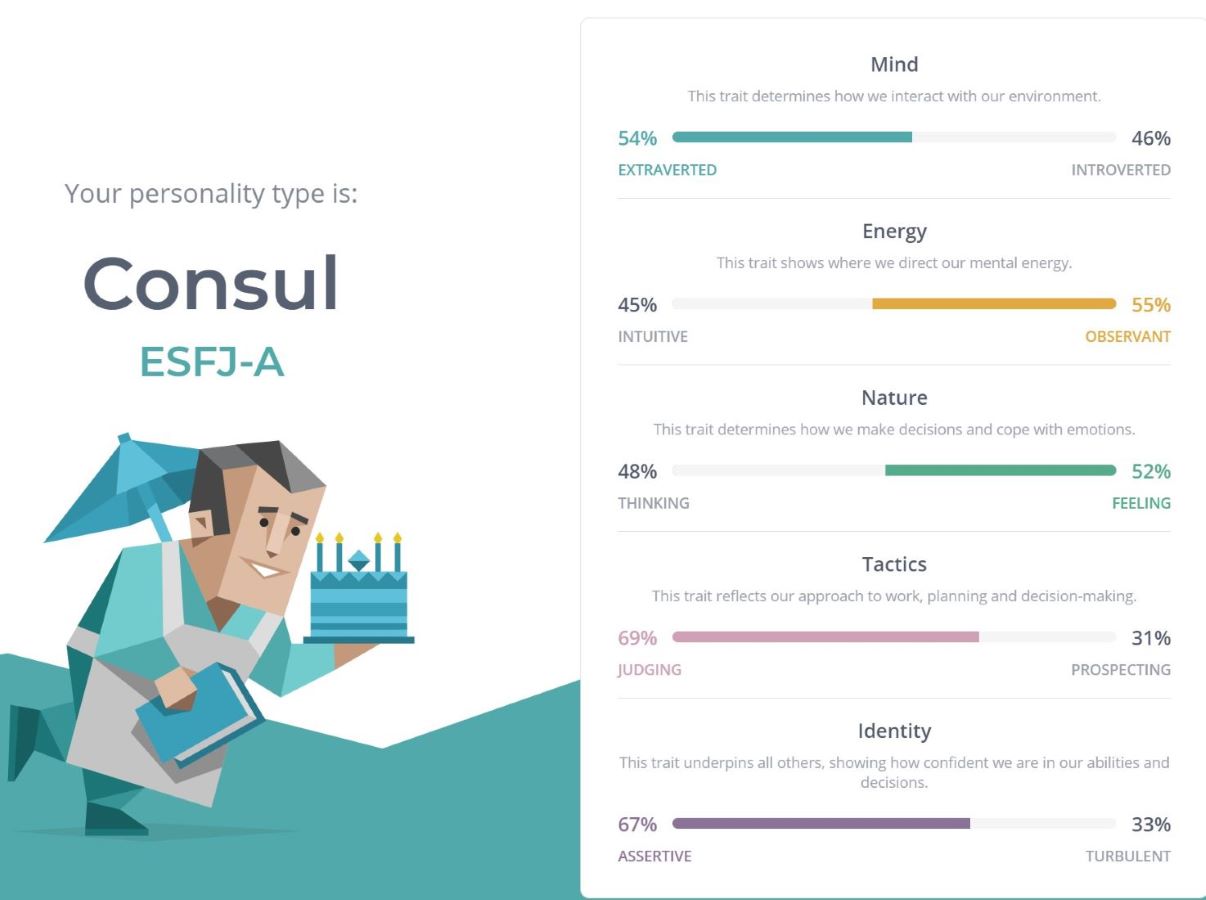 Your personality type is:
Consul
ESFJ-A
Mind
This trait determines how we interact with our environment.
54%
46%
EXTRAVERTED
INTROVERTED
Energy
This trait shows where we direct our mental energy.
45%
55%
INTUITIVE
OBSERVANT
Nature
This trait determines how we make decisions and cope with emotions.
48%
52%
THINKING
FEELING
Tactics
This trait reflects our approach to work, planning and decision-making.
69%
31%
JUDGING
PROSPECTING
Identity
This trait underpins all others, showing how confident we are in our abilities and
decisions.
67%
33%
ASSERTIVE
TURBULENT